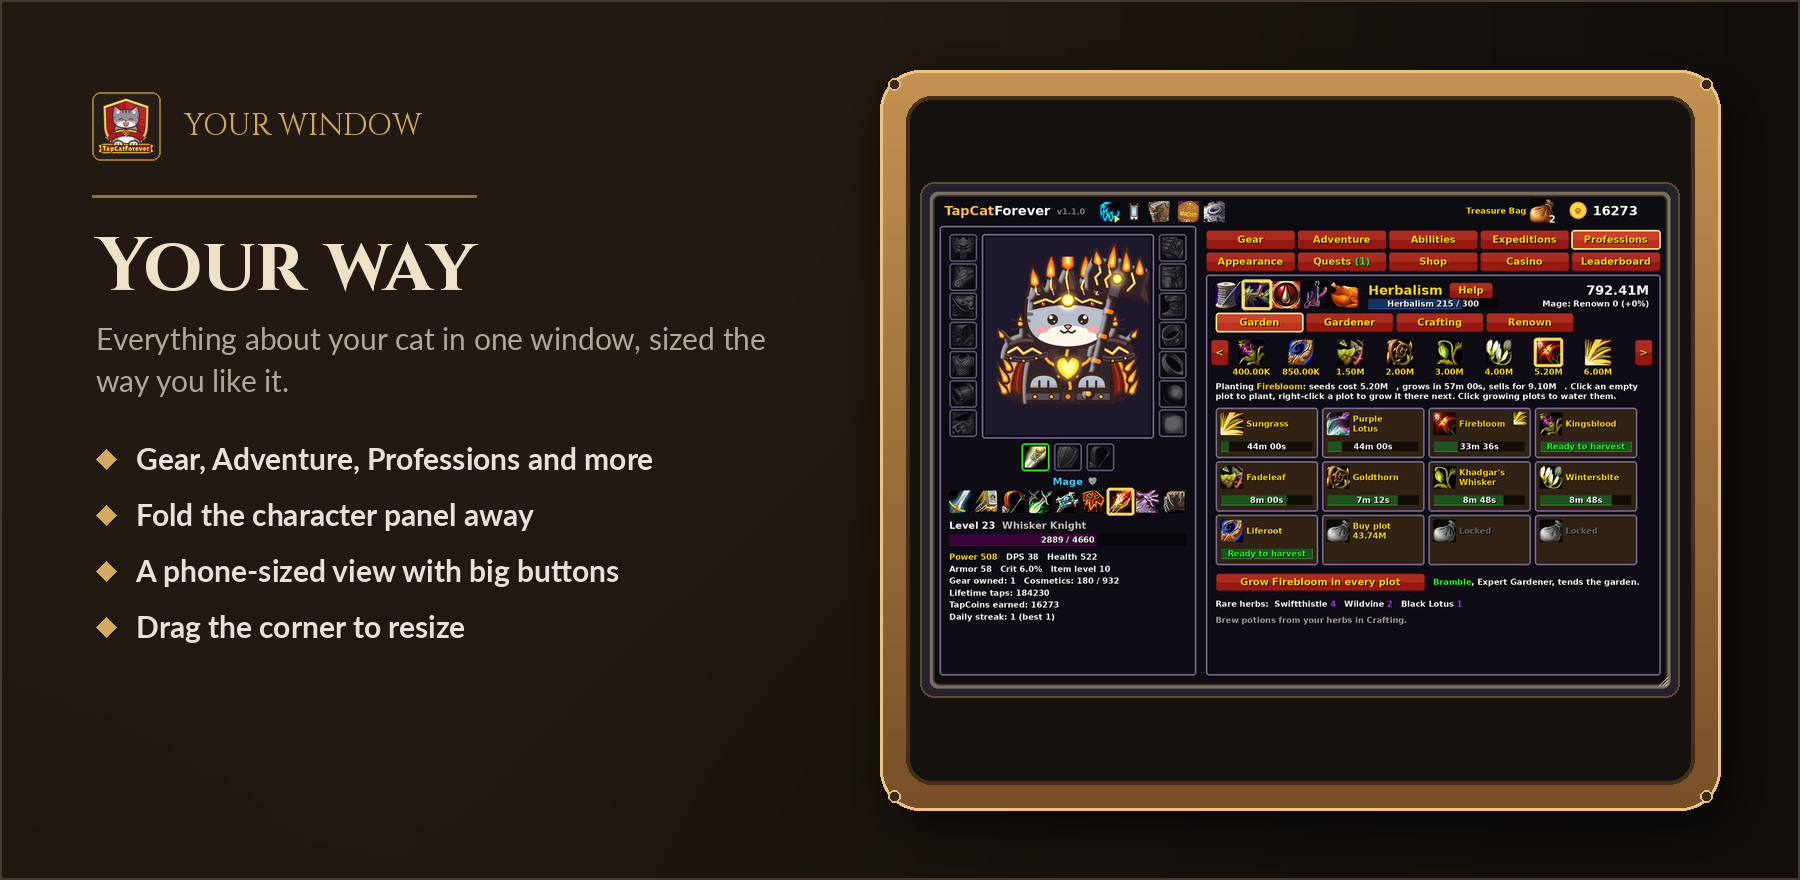 TapCatForever
YOUR WINDOW
YOUR WAY
Everything about your cat in one window, sized the
way you like it.
Gear, Adventure, Professions and more
Fold the character panel away
A phone-sized view with big buttons
Drag the corner to resize
TapCatForever v1.1.0
Treasure Bag 2
16273
Mage
Level 23 Whisker Knight
2889 / 4660
Power 508 DPS 38 Health 522
Armor 58 Crit 6.0% Item level 10
Gear owned: 1 Cosmetics: 180 / 932
Lifetime taps: 184230
TapCoins earned: 16273
Daily streak: 1 (best 1)
Gear Adventure Abilities Expeditions Professions
Appearance Quests (1) Shop Casino Leaderboard
Herbalism Help 792.41M
Herbalism 215 / 300 Mage: Renown 0 (+0%)
Garden Gardener Crafting Renown
< >
400.00K 850.00K 1.50M 2.00M 3.00M 4.00M 5.20M 6.00M
Planting Firebloom: seeds cost 5.20M , grows in 57m 00s, sells for 9.10M . Click an empty
plot to plant, right-click a plot to grow it there next. Click growing plots to water them.
Sungrass
44m 00s
Purple
Lotus
44m 00s
Firebloom
33m 36s
Kingsblood
Ready to harvest
Fadeleaf
8m 00s
Goldthorn
7m 12s
Khadgar's
Whisker
8m 48s
Wintersbite
8m 48s
Liferoot
Ready to harvest
Buy plot
43.74M
Locked
Locked
Grow Firebloom in every plot
Bramble, Expert Gardener, tends the garden.
Rare herbs: Swiftthistle 4 Wildvine 2 Black Lotus 1
Brew potions from your herbs in Crafting.